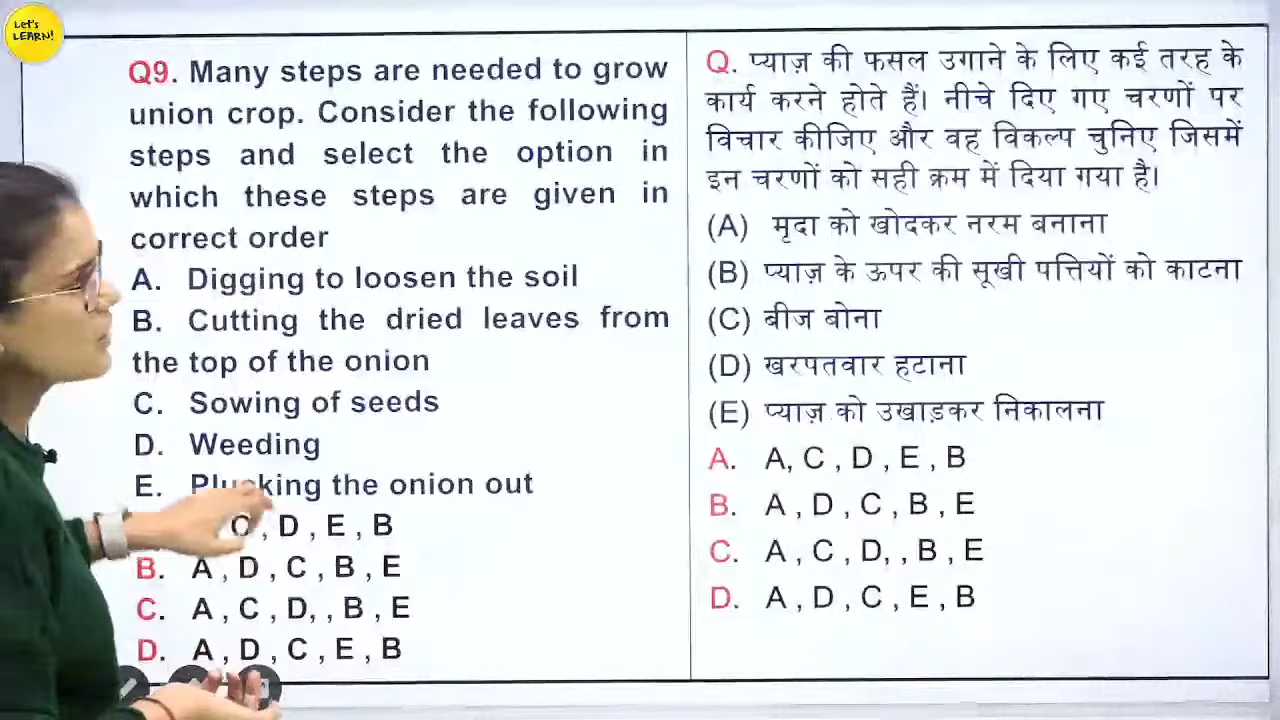 Let's
LEARN!
Q9. Many steps are needed to grow
union crop. Consider the following
steps and select the option in
which these steps are given in
correct order
A. Digging to loosen the soil
B. Cutting the dried leaves from
the top of the onion
C. Sowing of seeds
D. Weeding
E. Plucking the onion out
C , D , E , B
B. A , D , C , B , E
C. A , C , D, , B , E
D. A , D , C , E , B
Q. प्याज़ की फसल उगाने के लिए कई तरह के
कार्य करने होते हैं। नीचे दिए गए चरणों पर
विचार कीजिए और वह विकल्प चुनिए जिसमें
इन चरणों को सही क्रम में दिया गया है।
(A) मृदा को खोदकर नरम बनाना
(B) प्याज़ के ऊपर की सूखी पत्तियों को काटना
(C) बीज बोना
(D) खरपतवार हटाना
(E) प्याज़ को उखाड़कर निकालना
A. A, C , D , E , B
B. A , D , C , B , E
C. A , C , D, , B , E
D. A , D , C , E , B